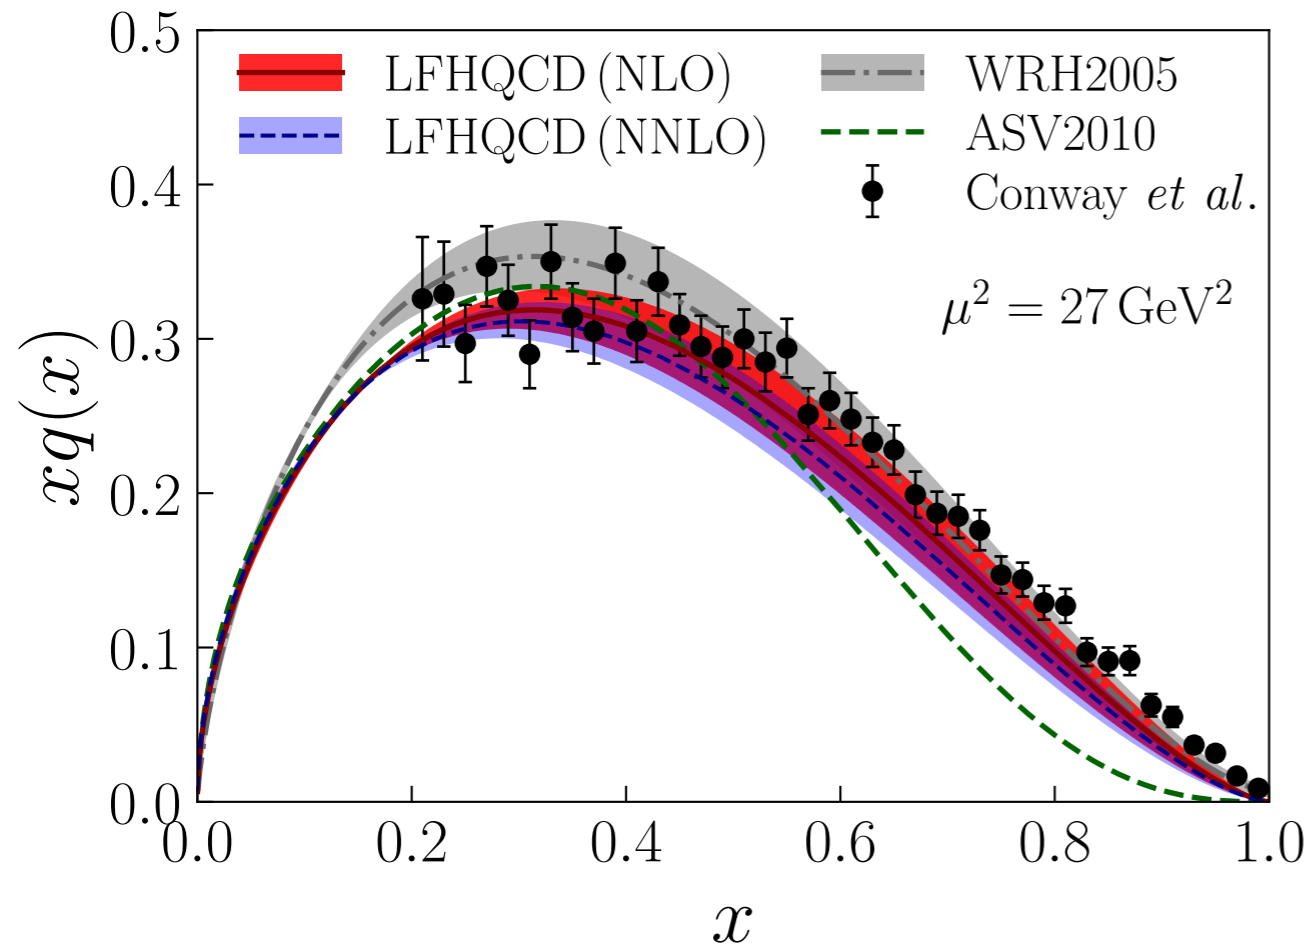 LFHQCD (NLO)
LFHQCD (NNLO)
WRH2005
ASV2010
Conway et al.
μ² = 27 GeV²
xq(x)
0.5
0.4
0.3
0.2
0.1
0.0
0.0 0.2 0.4 0.6 0.8 1.0
x